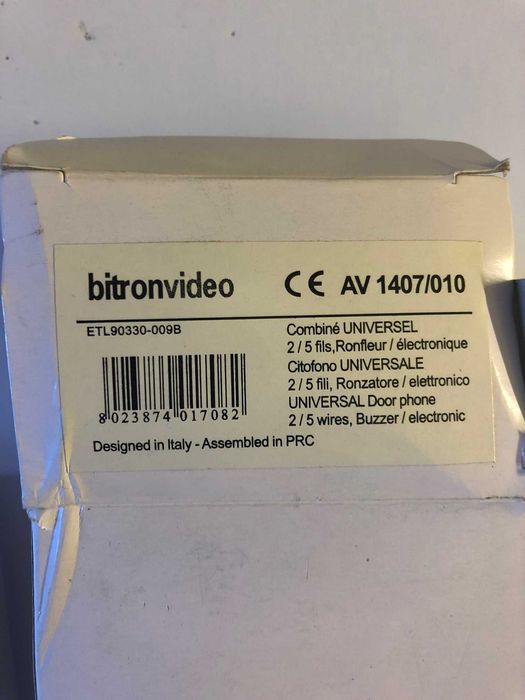 bitronvideo CE AV 1407/010
ETL90330-009B
8 023874 017082
Designed in Italy - Assembled in PRC
Combiné UNIVERSEL
2 / 5 fils,Ronfleur / électronique
Citofono UNIVERSALE
2 / 5 fili, Ronzatore / elettronico
UNIVERSAL Door phone
2 / 5 wires, Buzzer / electronic